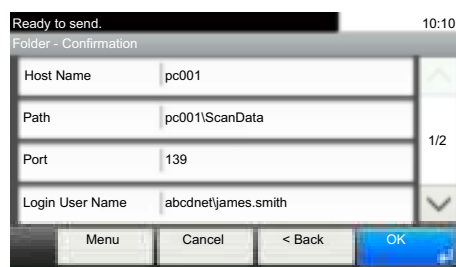 Ready to send. 10:10
Folder - Confirmation
Host Name pc001
Path pc001\ScanData
1/2
Port 139
Login User Name abcdnet\james.smith
Menu Cancel < Back OK